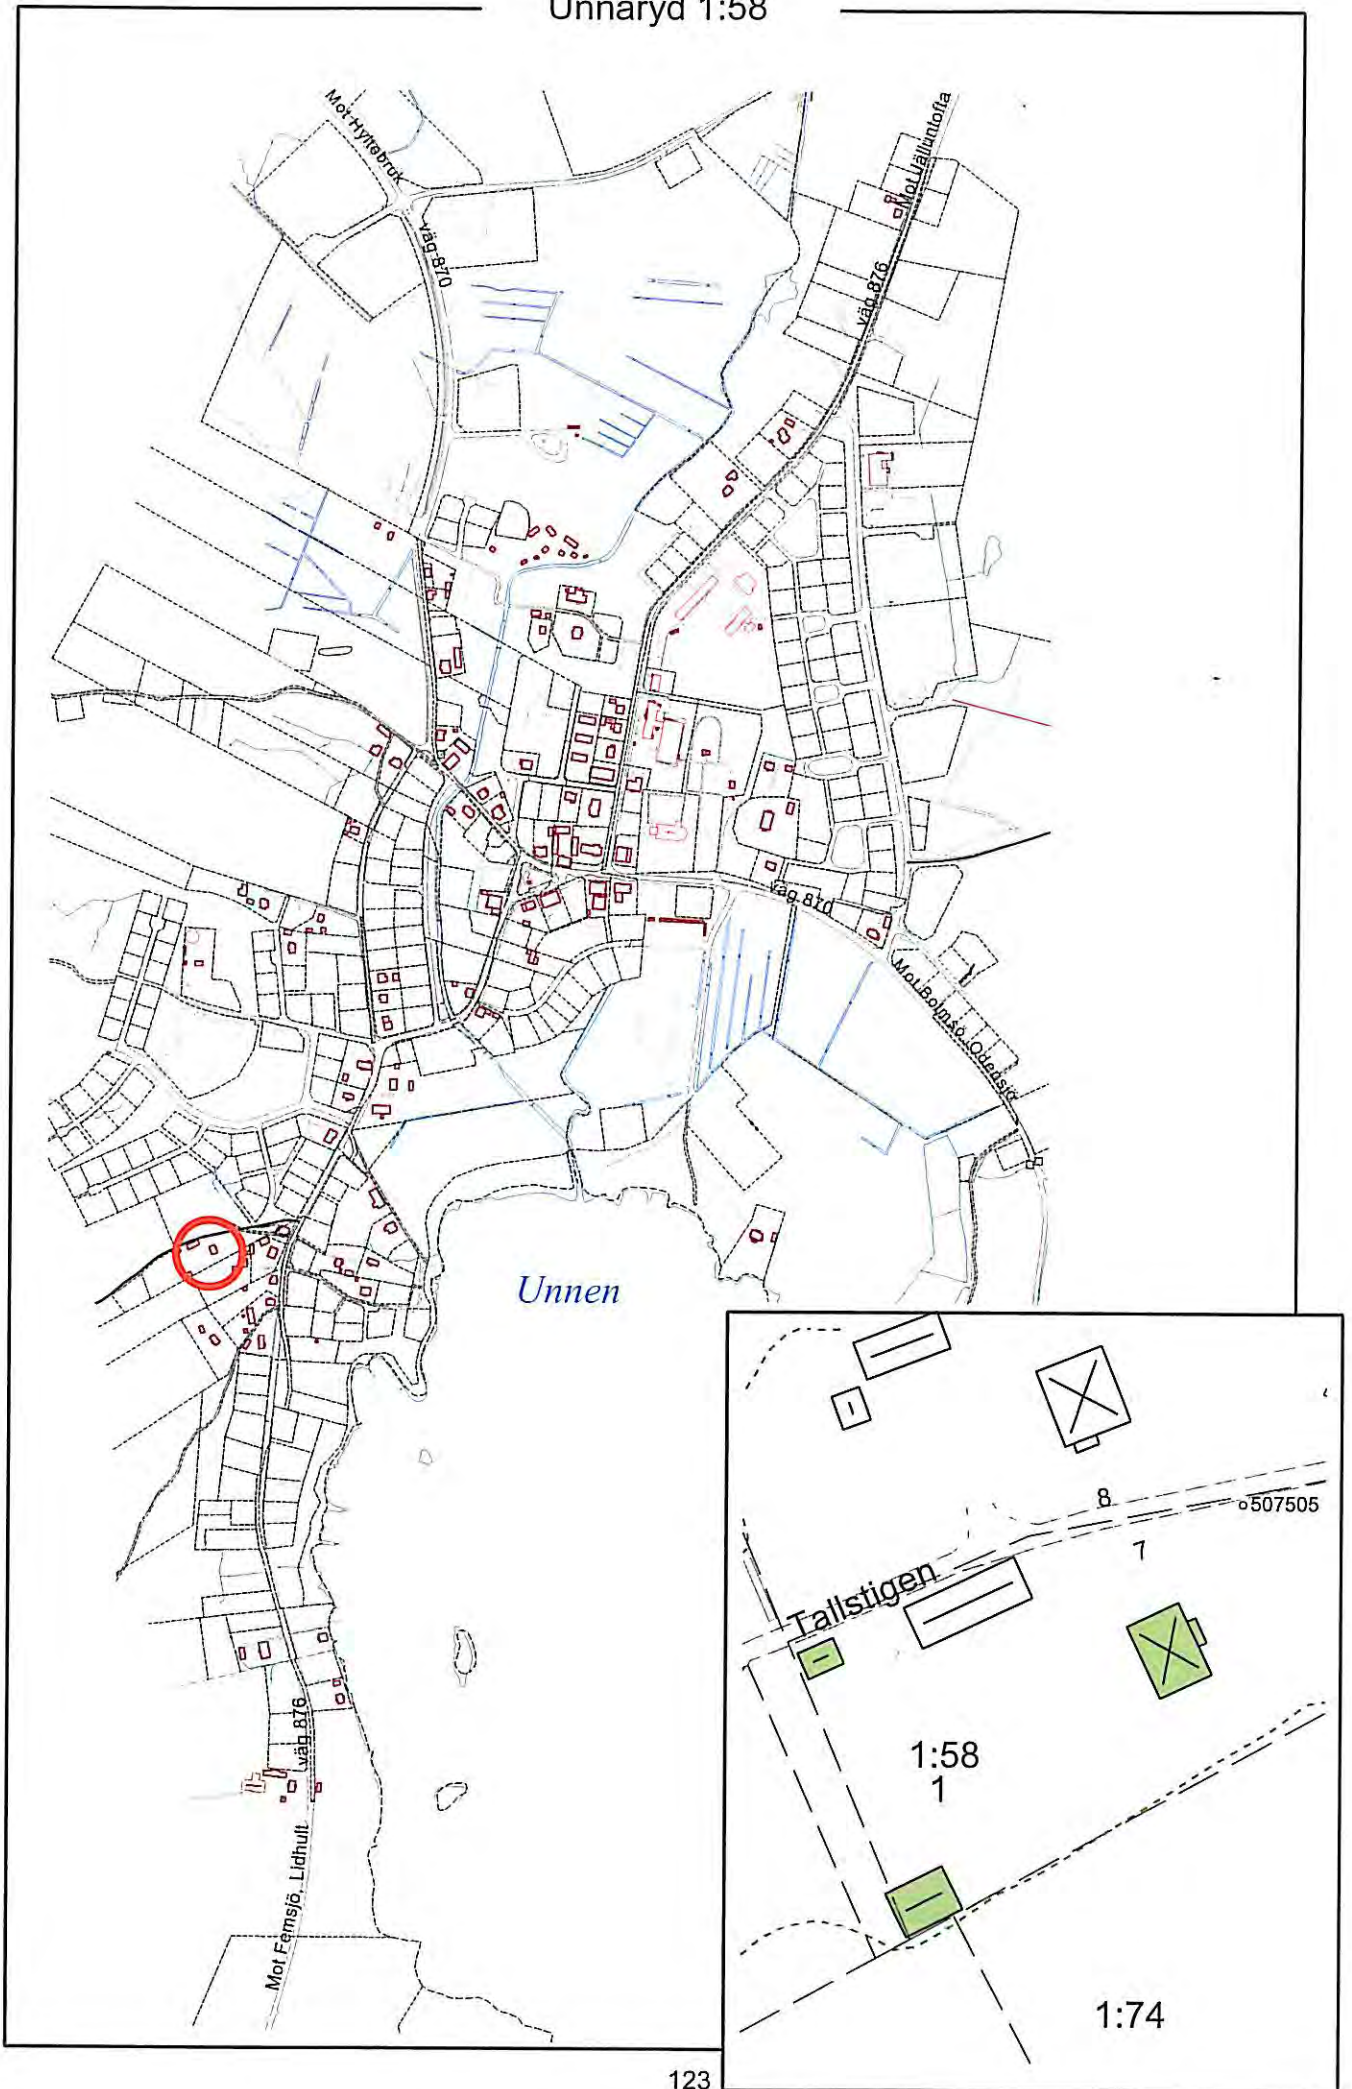 Unnaryd 1:58
Mot Hyltebruk
Mot Jälluntofta
väg 870
väg 876
väg 870
Mot Bolmsö, Odensjö
Unnen
8
507505
7
Tallstigen
1:58
1
väg 876
Mot Femsjö, Lidhult
1:74
123